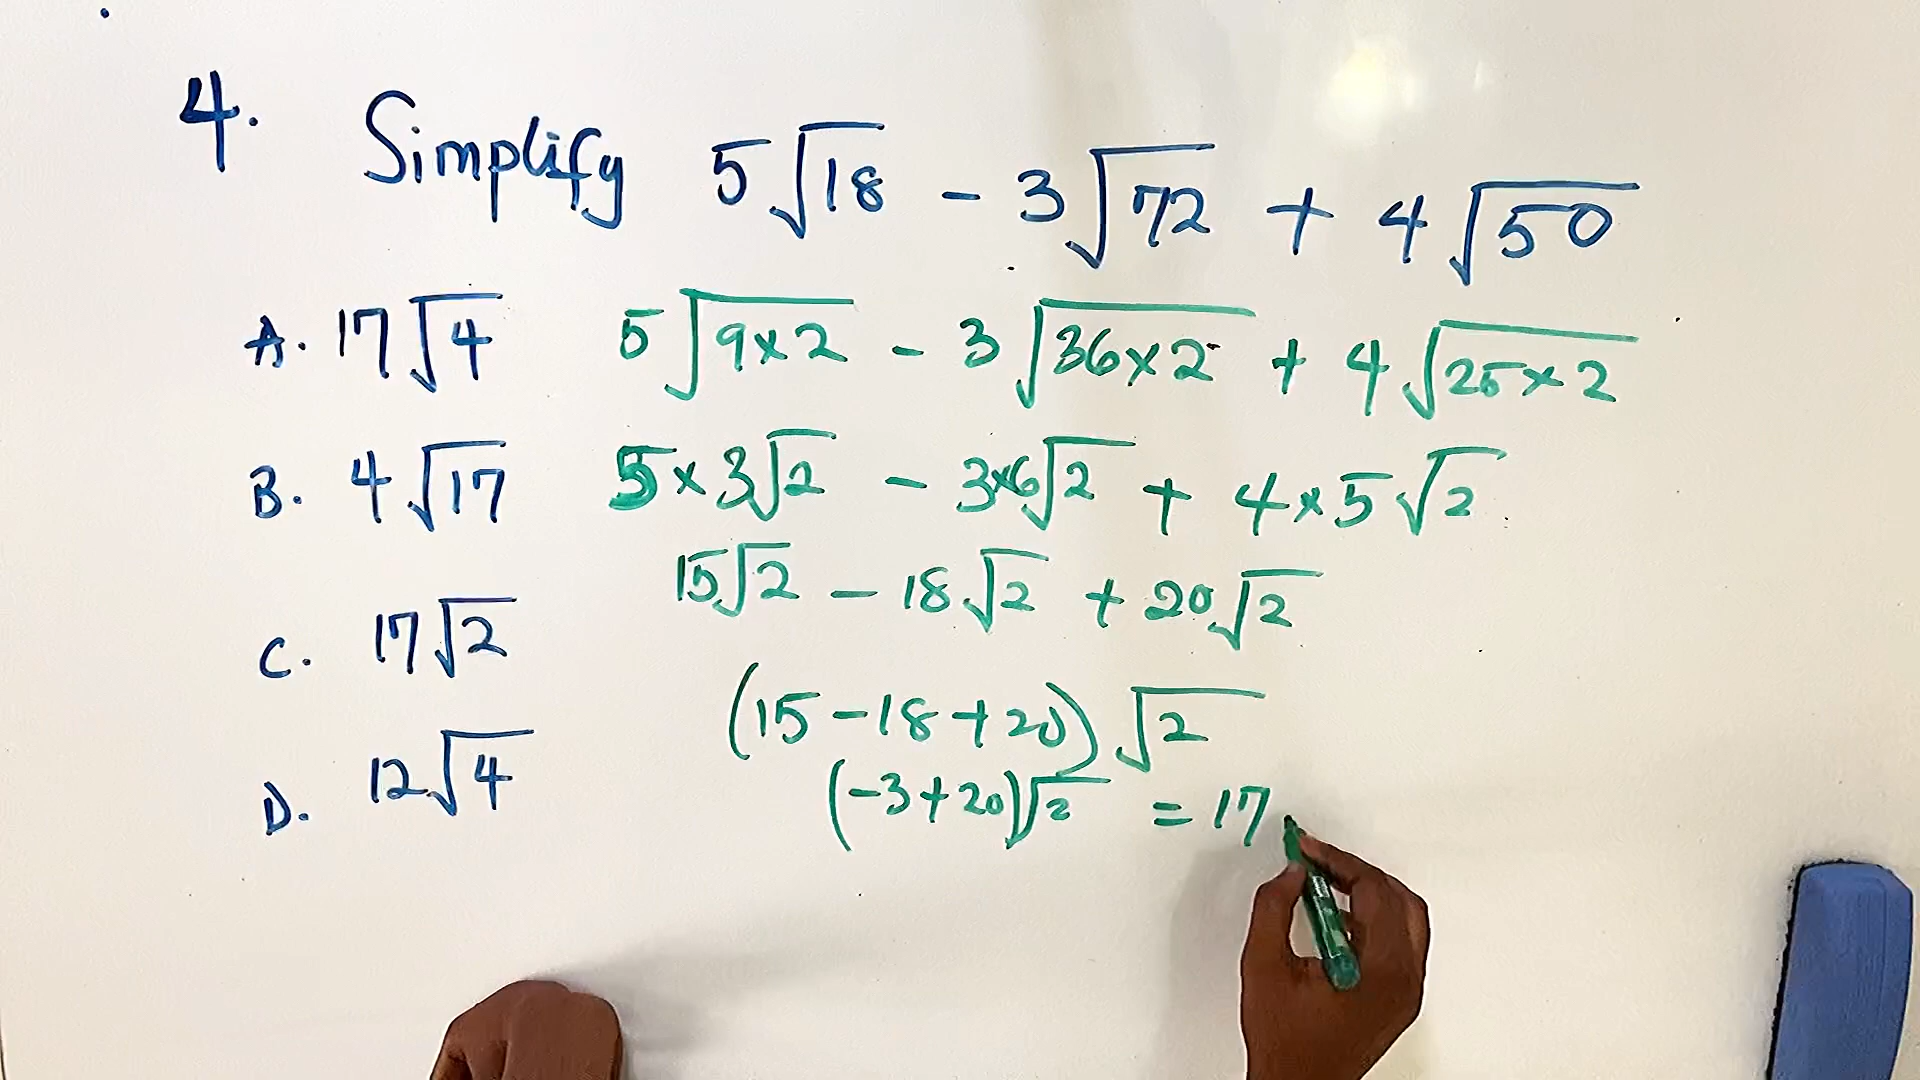 4. Simplify 5√18 - 3√72 + 4√50
A. 17√4
5√9×2 - 3√36×2 + 4√25×2
B. 4√17
5×3√2 - 3×6√2 + 4×5√2
15√2 - 18√2 + 20√2
C. 17√2
(15-18+20)√2
D. 12√4
(-3+20)√2 = 17